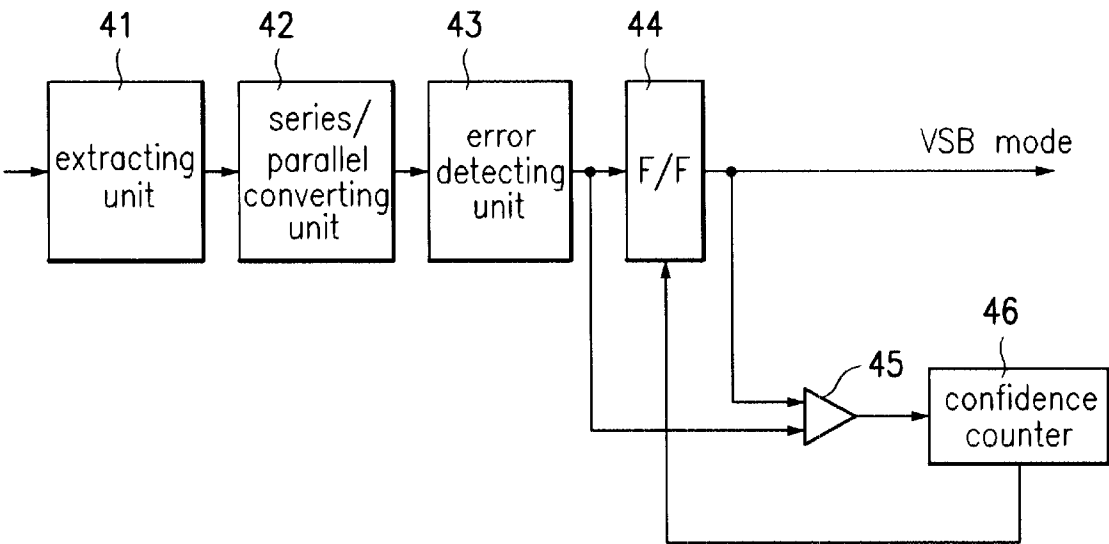 41
42
43
44
extracting
unit
series/
parallel
converting
unit
error
detecting
unit
F/F
VSB mode
45
46
confidence
counter